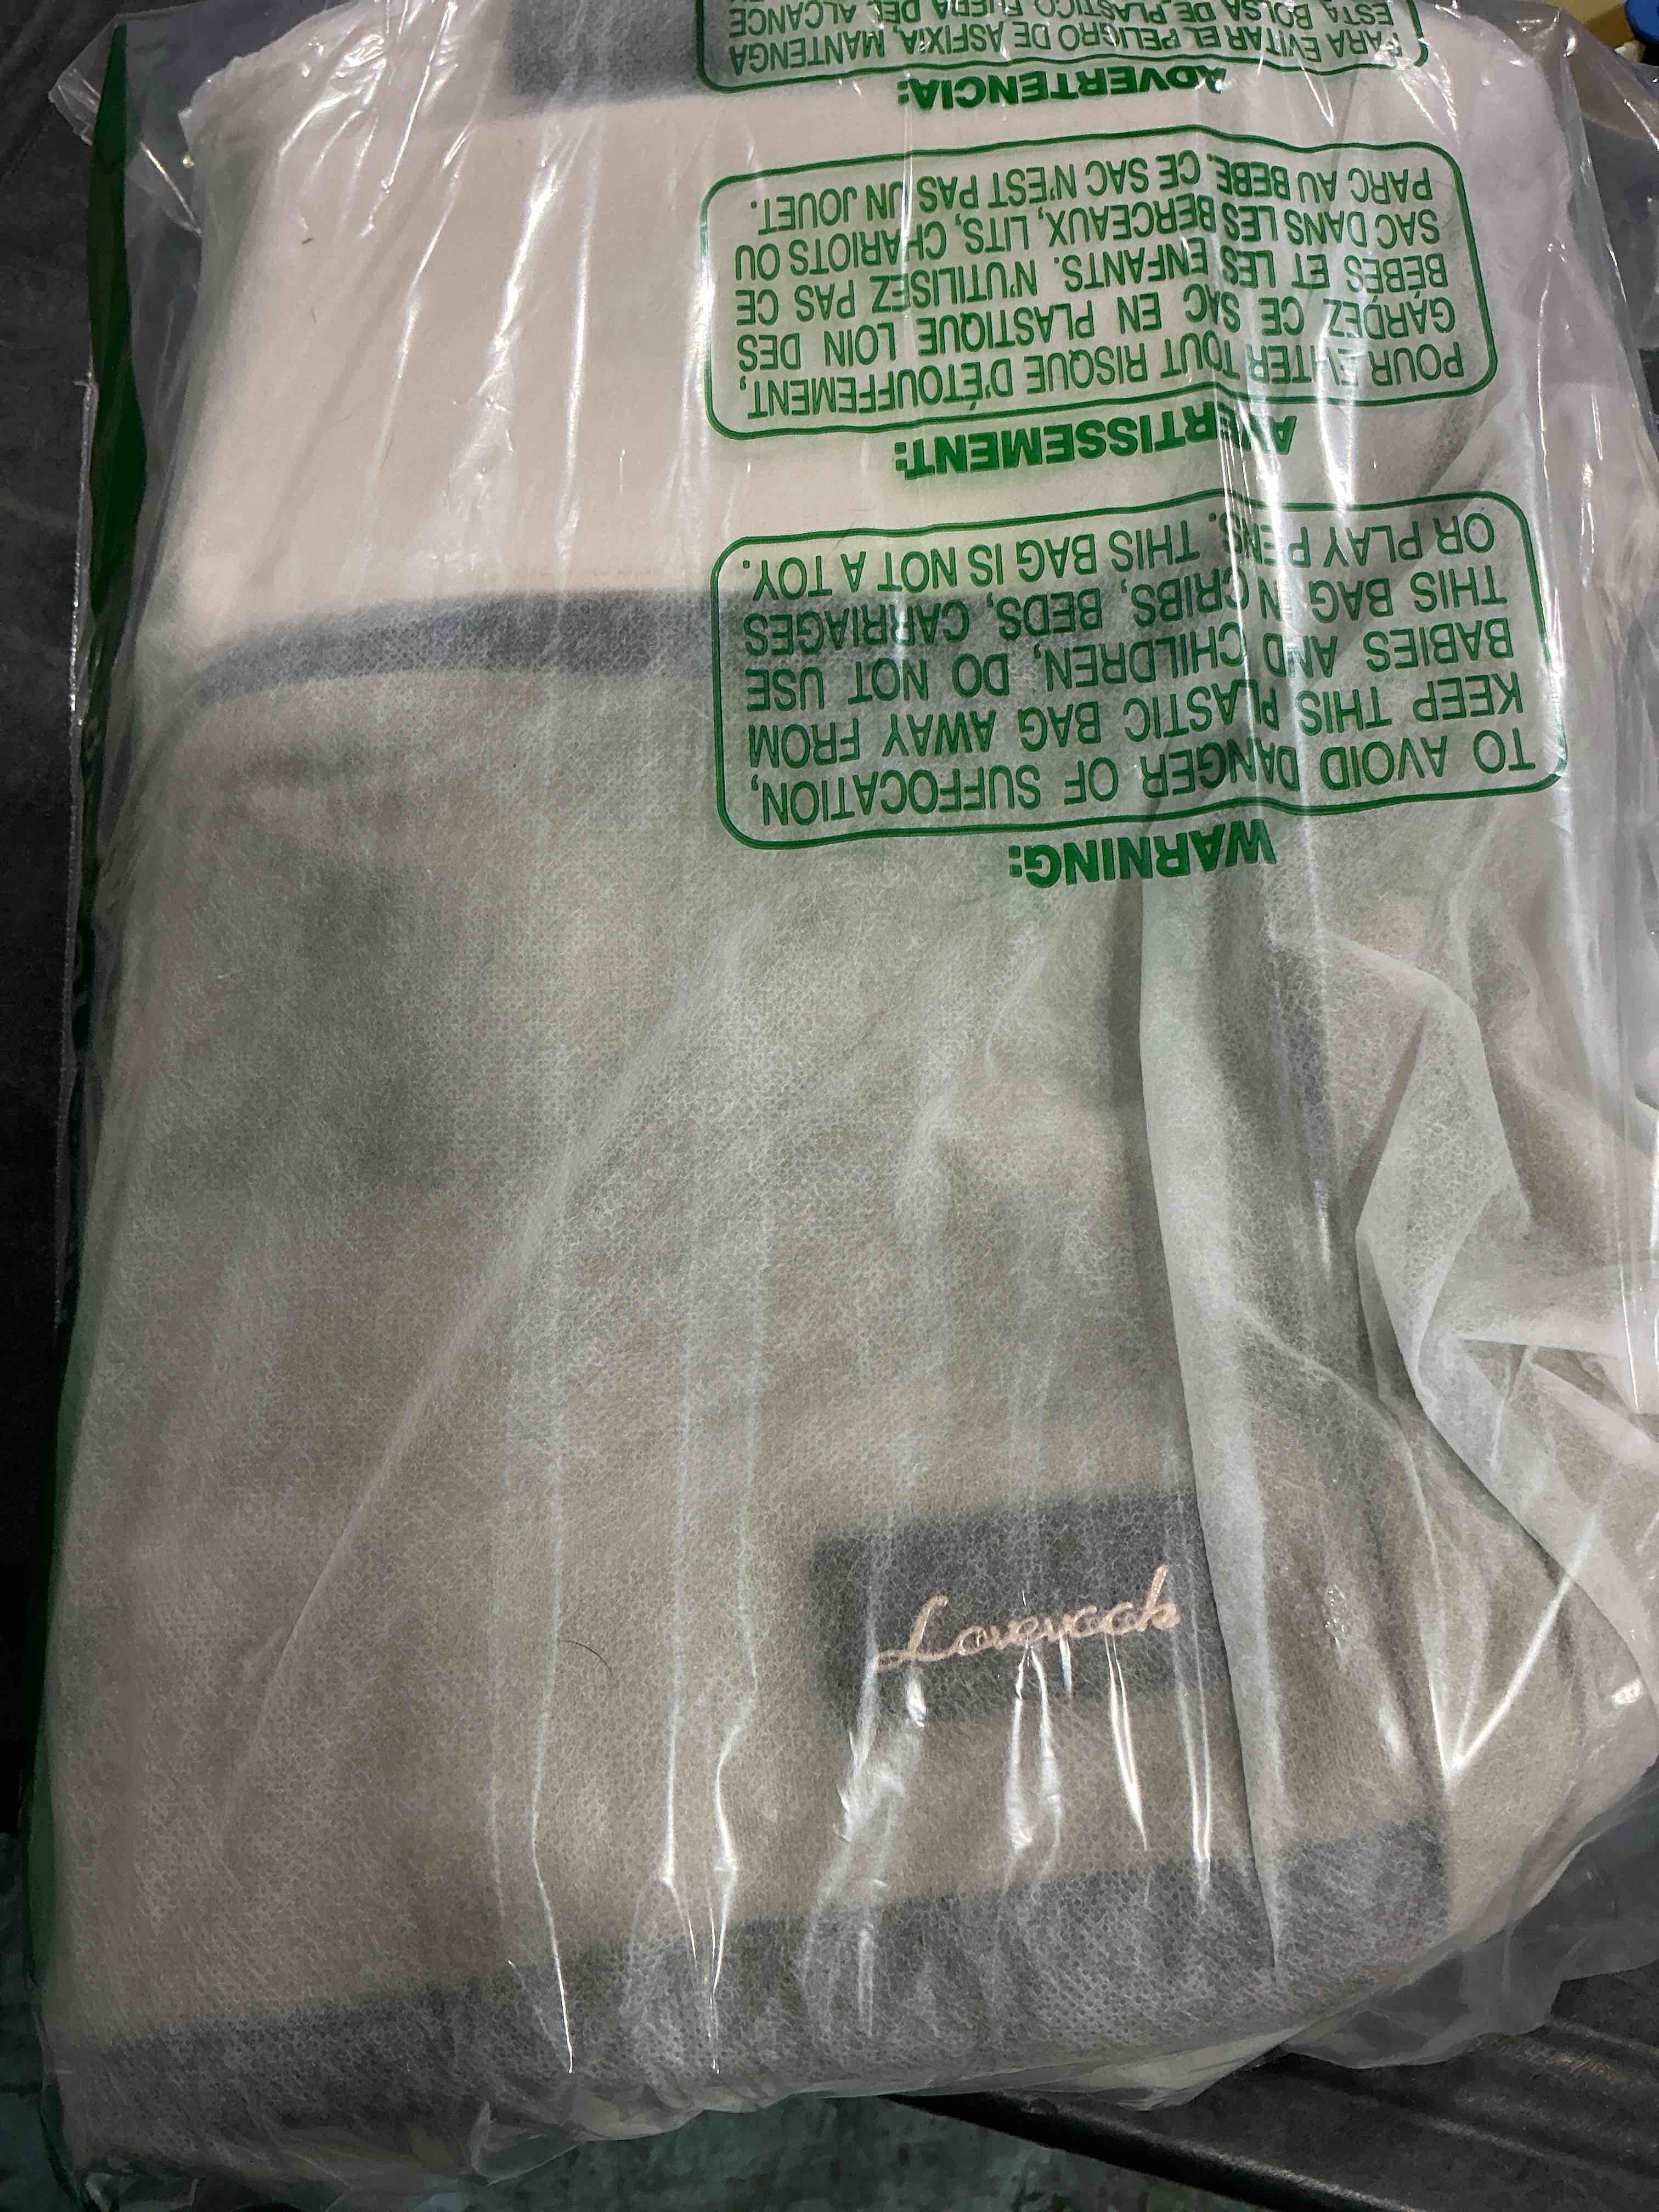 WARNING:
TO AVOID DANGER OF SUFFOCATION,
KEEP THIS PLASTIC BAG AWAY FROM
BABIES AND CHILDREN, DO NOT USE
THIS BAG IN CRIBS, BEDS, CARRIAGES
OR PLAY PENS. THIS BAG IS NOT A TOY.
AVERTISSEMENT:
POUR EVITER TOUT RISQUE D'ÉTOUFFEMENT,
GARDEZ CE SAC EN PLASTIQUE LOIN DES
BÉBÉS ET LES ENFANTS. N'UTILISEZ PAS CE
SAC DANS LES BERCEAUX, LITS, CHARIOTS OU
PARC AU BÉBÉ. CE SAC N'EST PAS UN JOUET.
ADVERTENCIA:
PARA EVITAR EL PELIGRO DE ASFIXIA, MANTENGA
ESTA BOLSA DE PLASTICO FUERA DEL ALCANCE
Lovevook